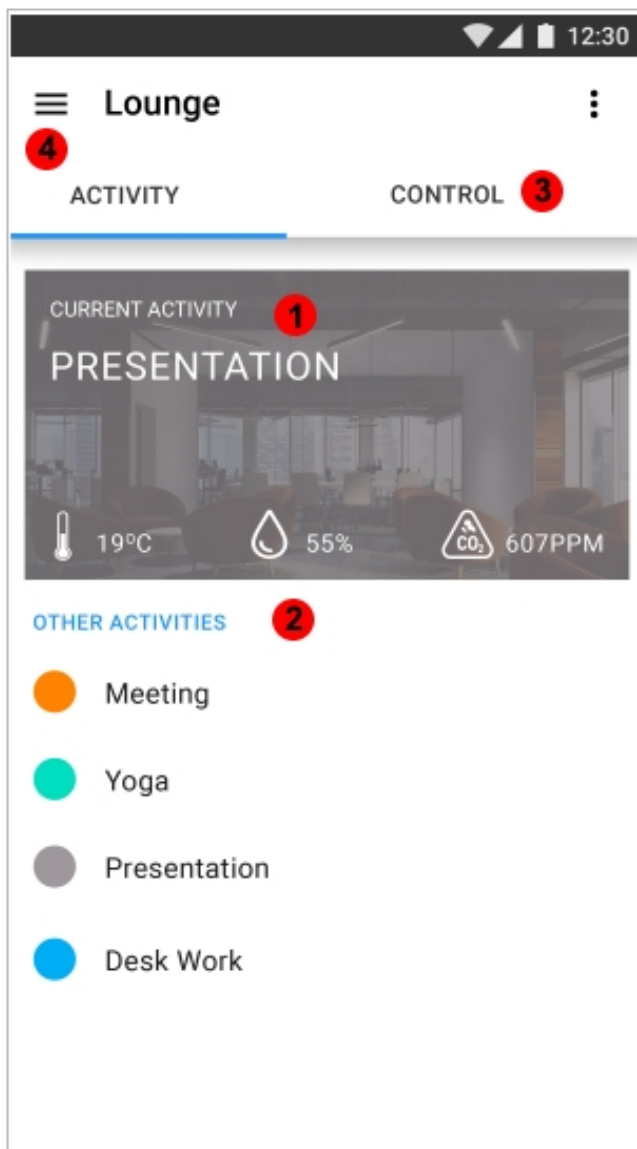 12:30
Lounge
4
ACTIVITY CONTROL 3
CURRENT ACTIVITY 1
PRESENTATION
19°C 55% CO₂ 607PPM
OTHER ACTIVITIES 2
Meeting
Yoga
Presentation
Desk Work